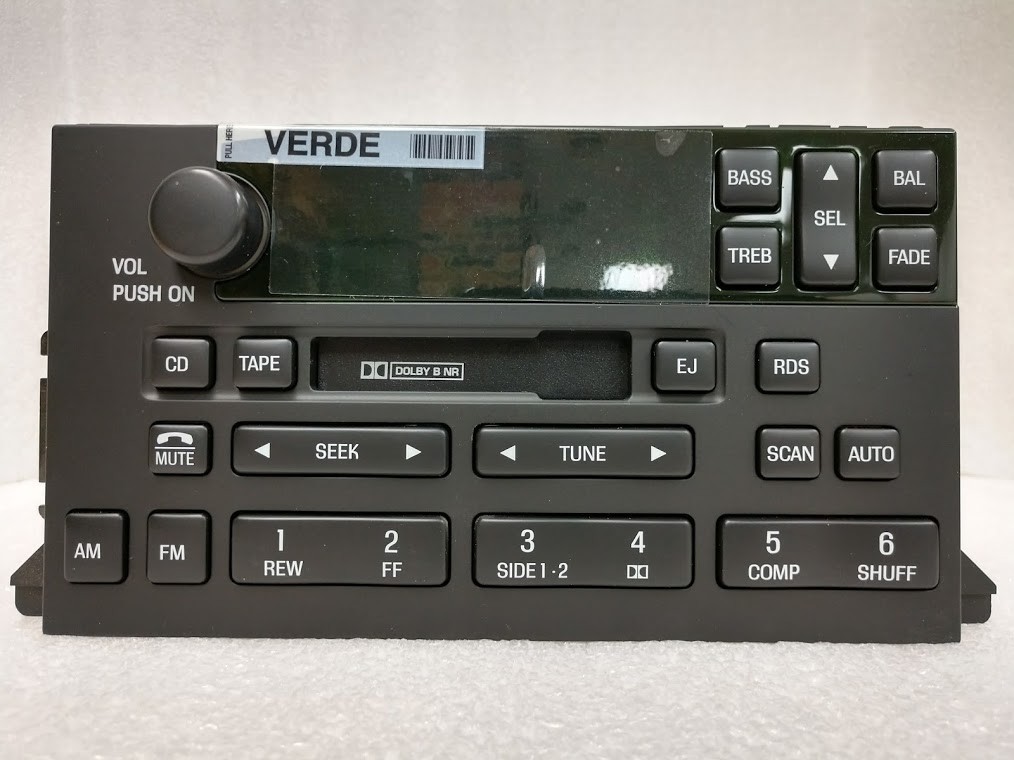 PULL HERE
VERDE
BASS
SEL
BAL
TREB
FADE
VOL
PUSH ON
CD
TAPE
DOLBY B NR
EJ
RDS
MUTE
SEEK
TUNE
SCAN
AUTO
AM
FM
1
2
REW
FF
3
4
SIDE 1 · 2
5
6
COMP
SHUFF